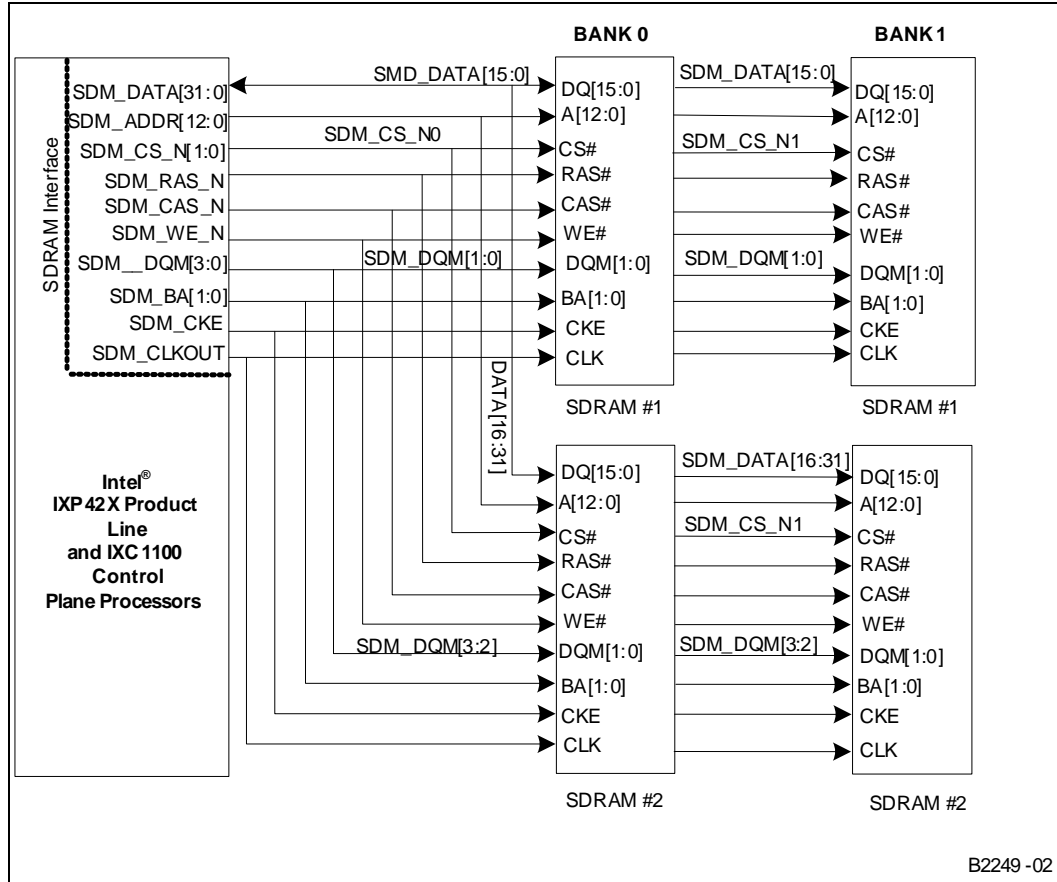 BANK 0
BANK 1
SDRAM Interface
SDM_DATA[31:0]
SDM_ADDR[12:0]
SDM_CS_N[1:0]
SDM_RAS_N
SDM_CAS_N
SDM_WE_N
SDM__DQM[3:0]
SDM_BA[1:0]
SDM_CKE
SDM_CLKOUT
Intel®
IXP42X Product
Line
and IXC1100
Control
Plane Processors
SMD_DATA[15:0]
SDM_CS_N0
SDM_DQM[1:0]
DATA[16:31]
SDM_DQM[3:2]
DQ[15:0]
A[12:0]
CS#
RAS#
CAS#
WE#
DQM[1:0]
BA[1:0]
CKE
CLK
SDRAM #1
SDM_DATA[15:0]
SDM_CS_N1
SDM_DQM[1:0]
DQ[15:0]
A[12:0]
CS#
RAS#
CAS#
WE#
DQM[1:0]
BA[1:0]
CKE
CLK
SDRAM #1
DQ[15:0]
A[12:0]
CS#
RAS#
CAS#
WE#
DQM[1:0]
BA[1:0]
CKE
CLK
SDRAM #2
SDM_DATA[16:31]
SDM_CS_N1
SDM_DQM[3:2]
DQ[15:0]
A[12:0]
CS#
RAS#
CAS#
WE#
DQM[1:0]
BA[1:0]
CKE
CLK
SDRAM #2
B2249-02